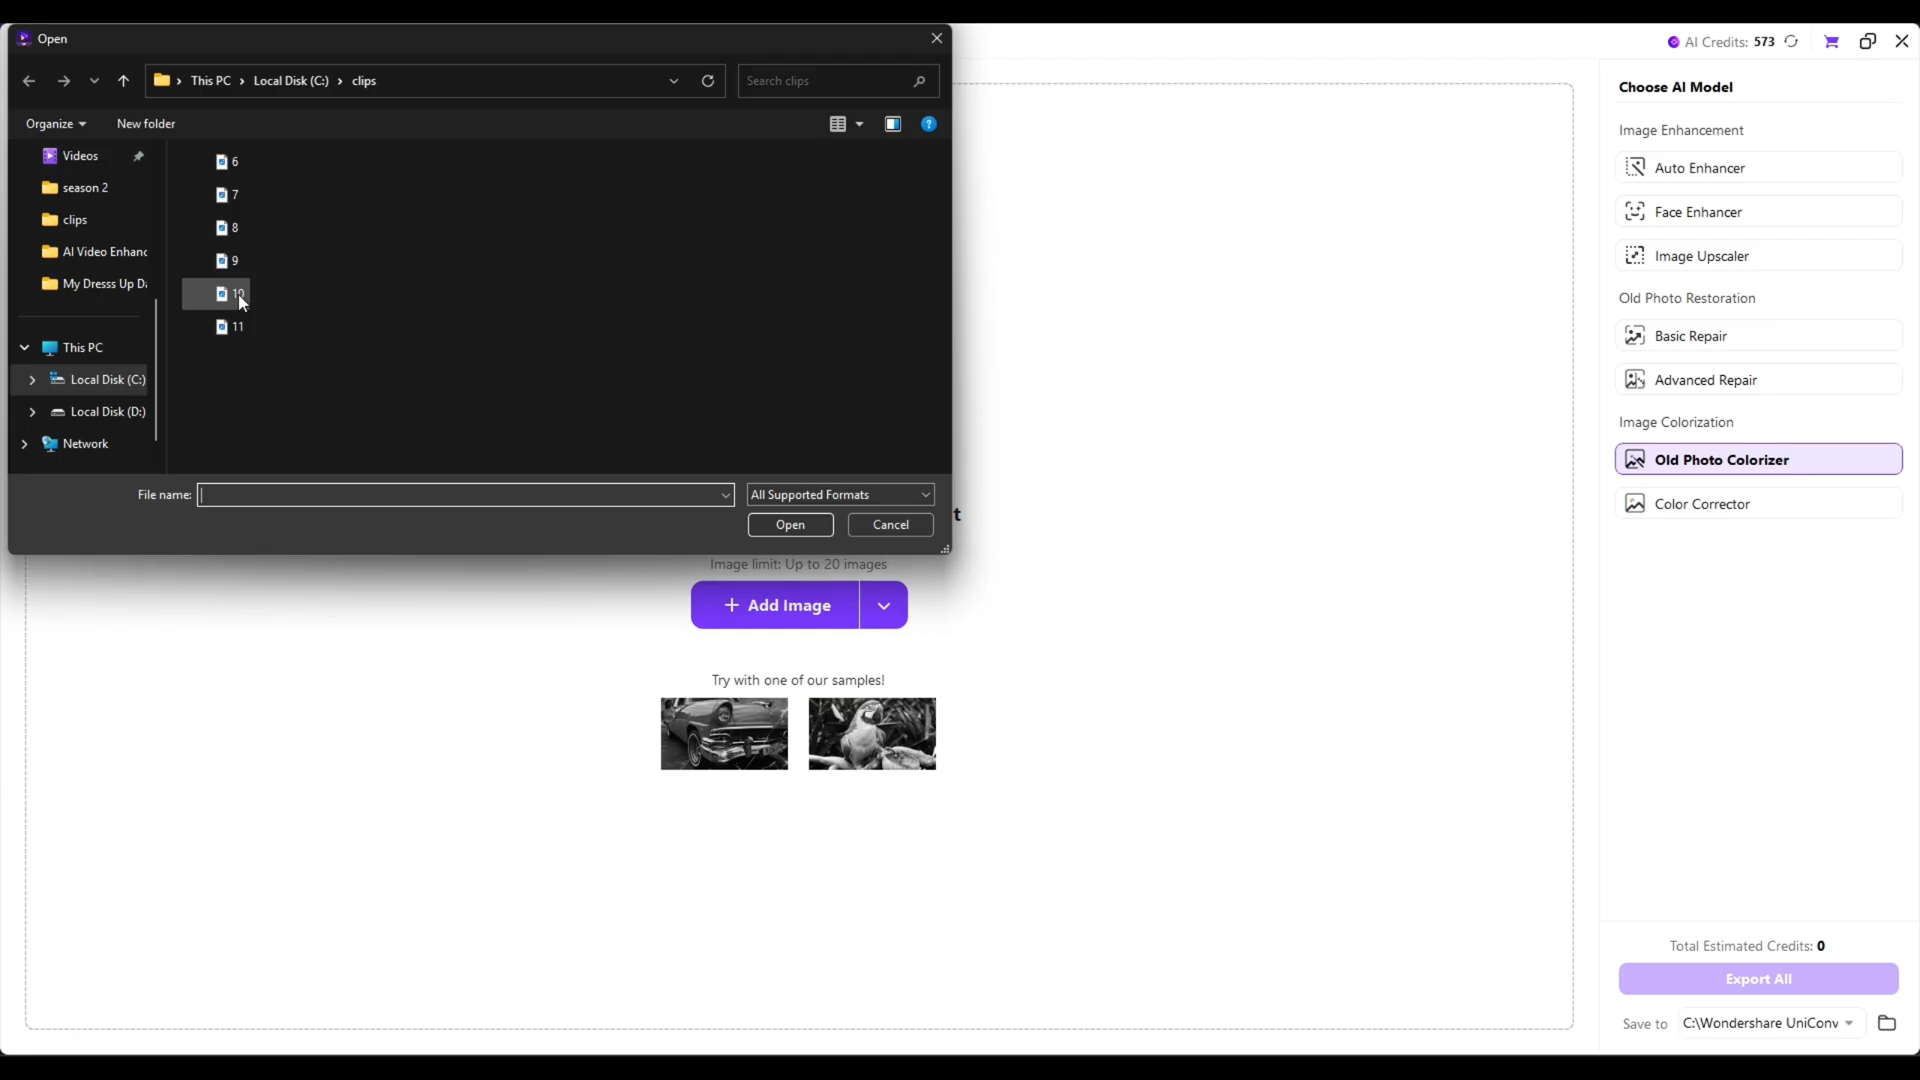 Open
AI Credits: 573
This PC > Local Disk (C:) > clips
Search clips
Organize
New folder
Videos
season 2
clips
AI Video Enhanc
My Dresss Up Da
This PC
Local Disk (C:)
Local Disk (D:)
Network
6
7
8
9
10
11
File name:
All Supported Formats
Open
Cancel
t
Image limit: Up to 20 images
+ Add Image
Try with one of our samples!
Choose AI Model
Image Enhancement
Auto Enhancer
Face Enhancer
Image Upscaler
Old Photo Restoration
Basic Repair
Advanced Repair
Image Colorization
Old Photo Colorizer
Color Corrector
Total Estimated Credits: 0
Export All
Save to
C:\Wondershare UniConv